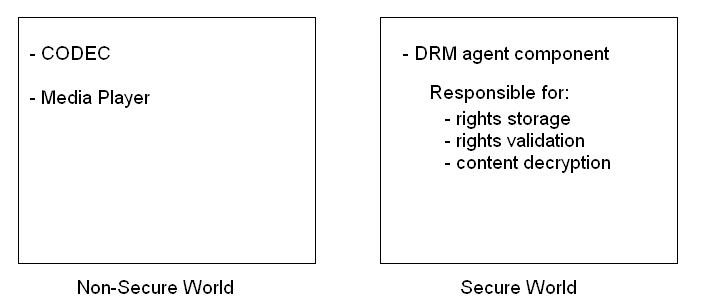 - CODEC
- Media Player
Non-Secure World
- DRM agent component
Responsible for:
- rights storage
- rights validation
- content decryption
Secure World